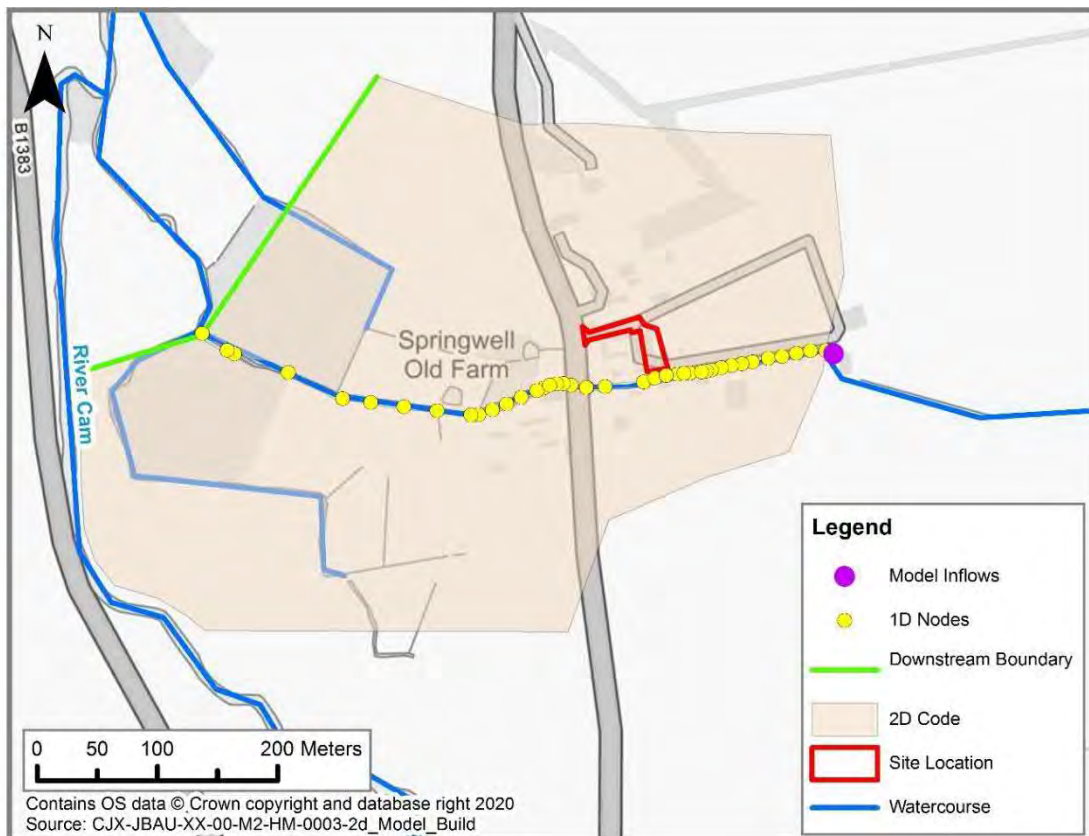 N
B1383
River Cam
Springwell
Old Farm
Legend
Model Inflows
1D Nodes
Downstream Boundary
2D Code
Site Location
Watercourse
0 50 100 200 Meters
Contains OS data © Crown copyright and database right 2020
Source: CJX-JBAU-XX-00-M2-HM-0003-2d_Model_Build